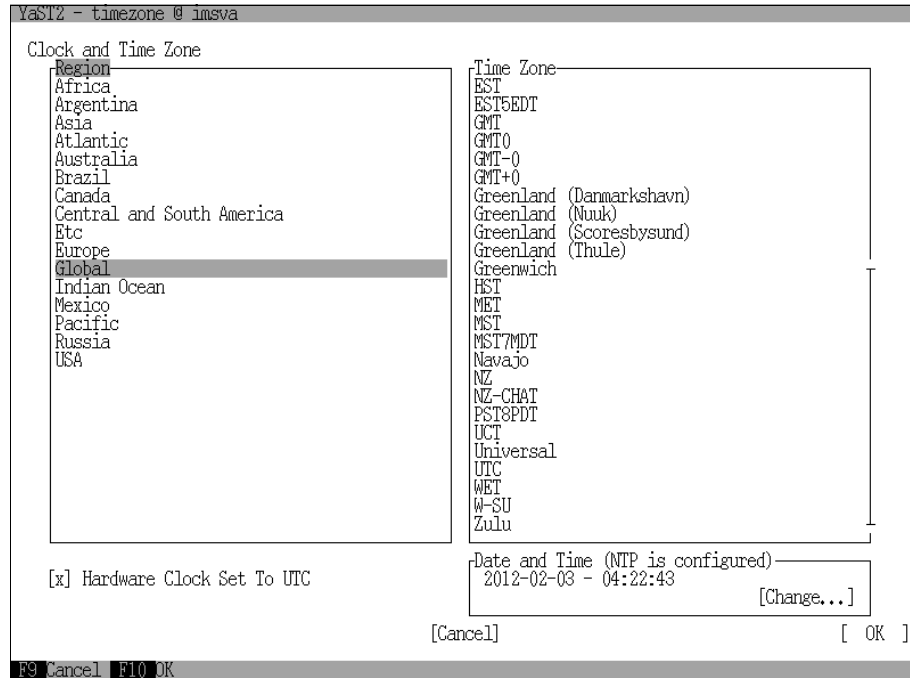 YaST2 - timezone @ imsva
Clock and Time Zone
Region
Africa
Argentina
Asia
Atlantic
Australia
Brazil
Canada
Central and South America
Etc
Europe
Global
Indian Ocean
Mexico
Pacific
Russia
USA
Time Zone
EST
EST5EDT
GMT
GMT0
GMT-0
GMT+0
Greenland (Danmarkshavn)
Greenland (Nuuk)
Greenland (Scoresbysund)
Greenland (Thule)
Greenwich
HST
MET
MST
MST7MDT
Navajo
NZ
NZ-CHAT
PST8PDT
UCT
Universal
UTC
WET
W-SU
Zulu
[x] Hardware Clock Set To UTC
Date and Time (NTP is configured)
2012-02-03 - 04:22:43
[Change...]
[Cancel] [ OK ]
F9 Cancel F10 OK